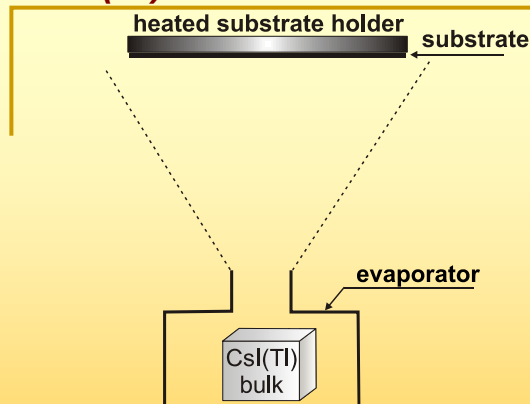 heated substrate holder
substrate
evaporator
CsI(Tl)
bulk